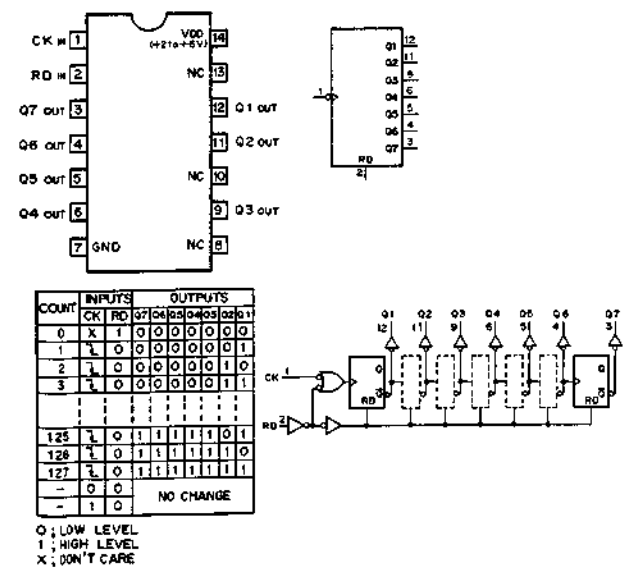 CK IN 1
RD IN 2
Q7 OUT 3
Q6 OUT 4
Q5 OUT 5
Q4 OUT 6
7 GND
VDD 14
(+2 to +6V)
NC 13
12 Q1 OUT
11 Q2 OUT
NC 10
9 Q3 OUT
NC 8
1
Q1 12
Q2 11
Q3 9
Q4 6
Q5 5
Q6 4
Q7 3
RD
2
COUNT INPUTS OUTPUTS
CK RD Q7 Q6 Q5 Q4 Q3 Q2 Q1
0 X 1 0 0 0 0 0 0 0
1 0 0 0 0 0 0 0 1
2 0 0 0 0 0 0 1 0
3 0 0 0 0 0 0 1 1
125 0 1 1 1 1 1 0 1
126 0 1 1 1 1 1 1 0
127 0 1 1 1 1 1 1 1
- 0 0 NO CHANGE
- 1 0
0 ; LOW LEVEL
1 ; HIGH LEVEL
X ; DON'T CARE
Q1 Q2 Q3 Q4 Q5 Q6 Q7
12 11 9 6 5 4 3
CK 1
Q Q
RD RD
RD 2